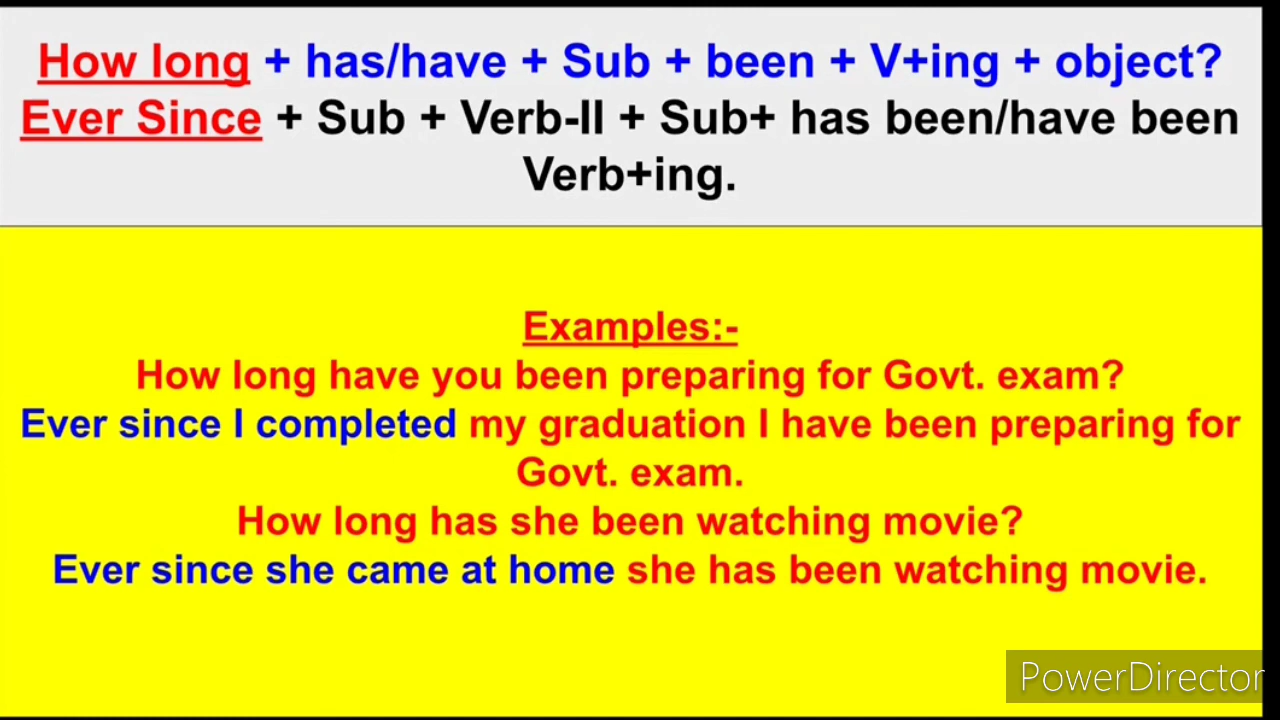 How long + has/have + Sub + been + V+ing + object?
Ever Since + Sub + Verb-II + Sub+ has been/have been
Verb+ing.
Examples:-
How long have you been preparing for Govt. exam?
Ever since I completed my graduation I have been preparing for
Govt. exam.
How long has she been watching movie?
Ever since she came at home she has been watching movie.
PowerDirector